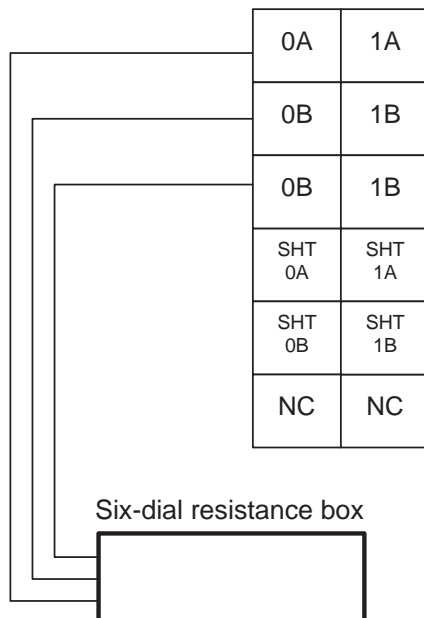 0A 1A
0B 1B
0B 1B
SHT SHT
0A 1A
SHT SHT
0B 1B
NC NC
Six-dial resistance box